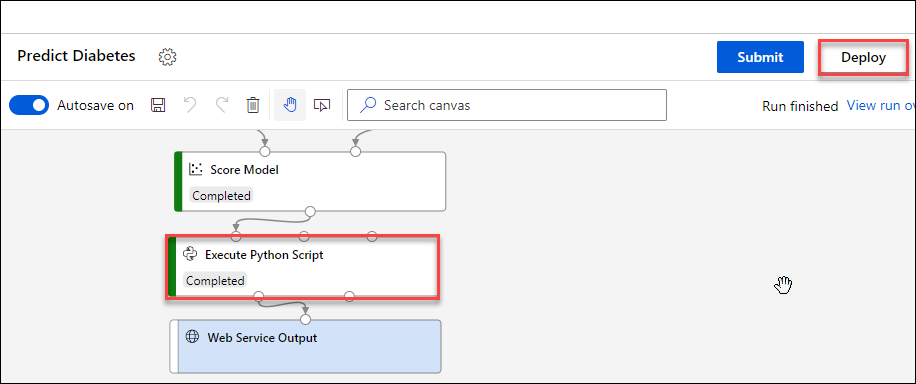 Predict Diabetes
Submit
Deploy
Autosave on
Search canvas
Run finished
View run ov
Score Model
Completed
Execute Python Script
Completed
Web Service Output